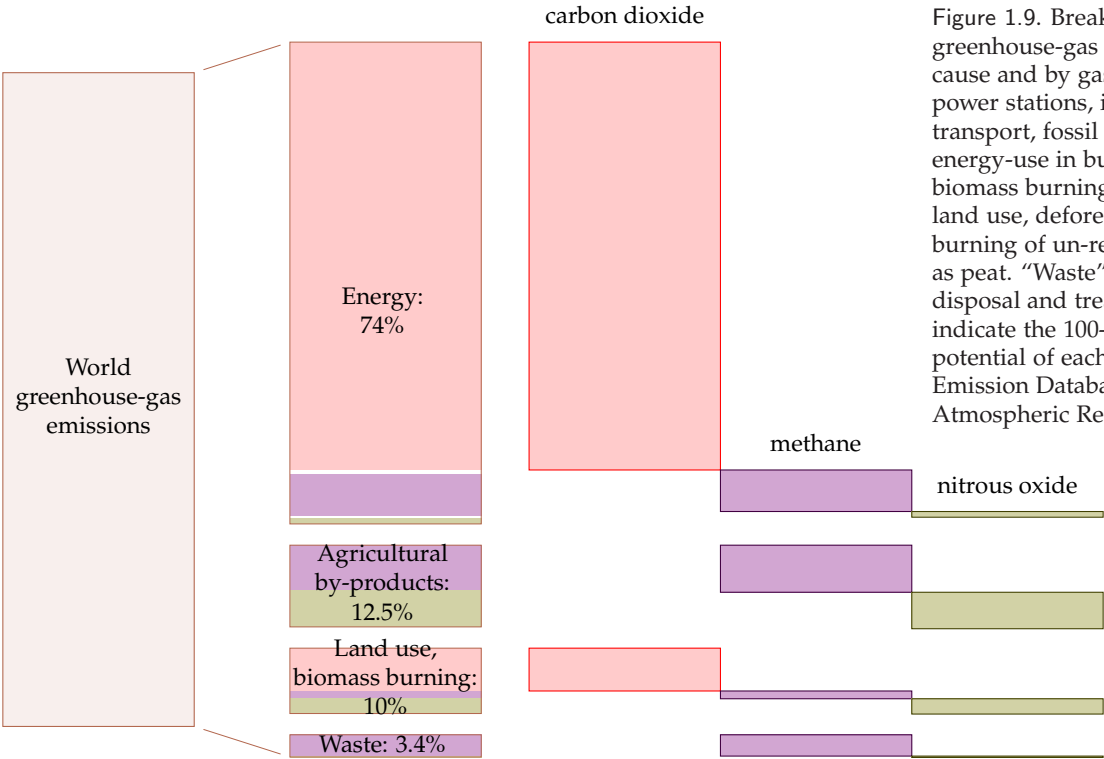 carbon dioxide
World
greenhouse-gas
emissions
Energy:
74%
methane
nitrous oxide
Agricultural
by-products:
12.5%
Land use,
biomass burning:
10%
Waste: 3.4%
Figure 1.9. Break
greenhouse-gas
cause and by ga
power stations, i
transport, fossil
energy-use in bu
biomass burning
land use, defore
burning of un-re
as peat. “Waste”
disposal and tre
indicate the 100-
potential of each
Emission Databa
Atmospheric Re